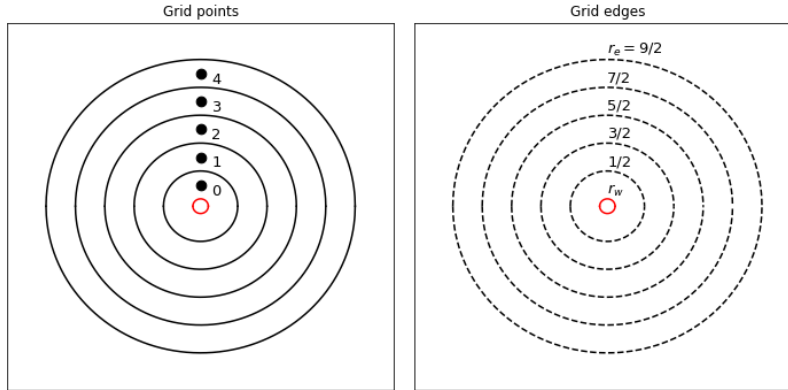 Grid points
4
3
2
1
0
Grid edges
r_e = 9/2
7/2
5/2
3/2
1/2
r_w